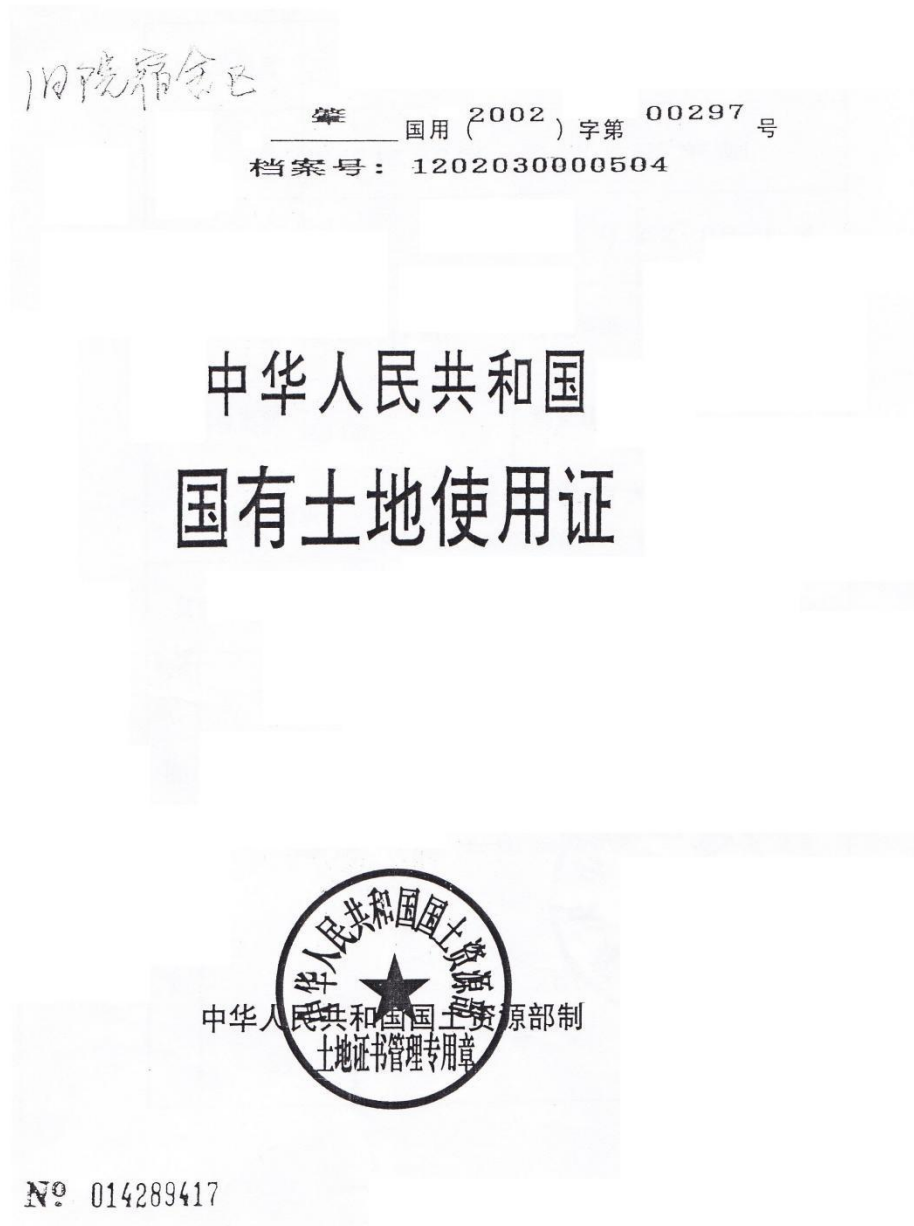 旧院宿舍区
肇 国用(2002)字第 00297 号
档案号: 1202030000504
中华人民共和国
国有土地使用证
中华人民共和国国土资源部
中华人民共和国国土资源部制
土地证书管理专用章
Nº 014289417